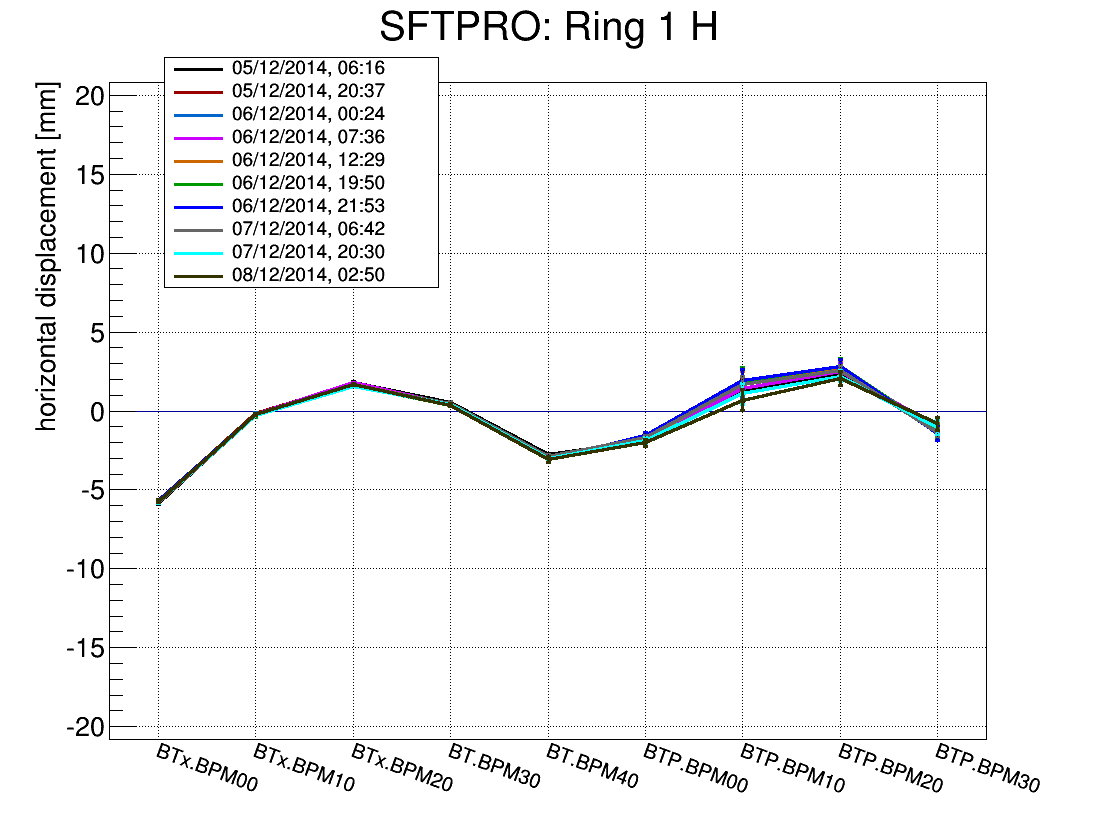 SFTPRO: Ring 1 H
horizontal displacement [mm]
05/12/2014, 06:16
05/12/2014, 20:37
06/12/2014, 00:24
06/12/2014, 07:36
06/12/2014, 12:29
06/12/2014, 19:50
06/12/2014, 21:53
07/12/2014, 06:42
07/12/2014, 20:30
08/12/2014, 02:50
20
15
10
5
0
-5
-10
-15
-20
BTx.BPM00
BTx.BPM10
BTx.BPM20
BT.BPM30
BT.BPM40
BTP.BPM00
BTP.BPM10
BTP.BPM20
BTP.BPM30